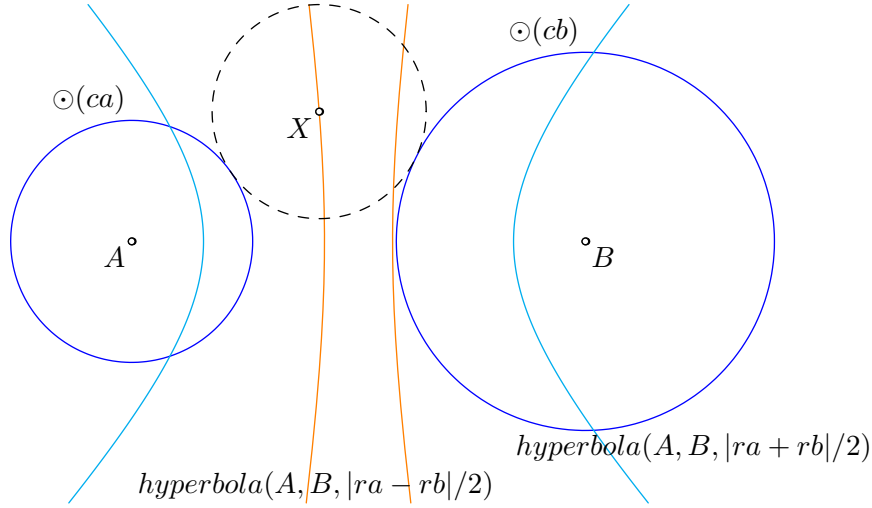 ⊙(cb)
⊙(ca)
X
A
B
hyperbola(A, B, |ra + rb|/2)
hyperbola(A, B, |ra − rb|/2)